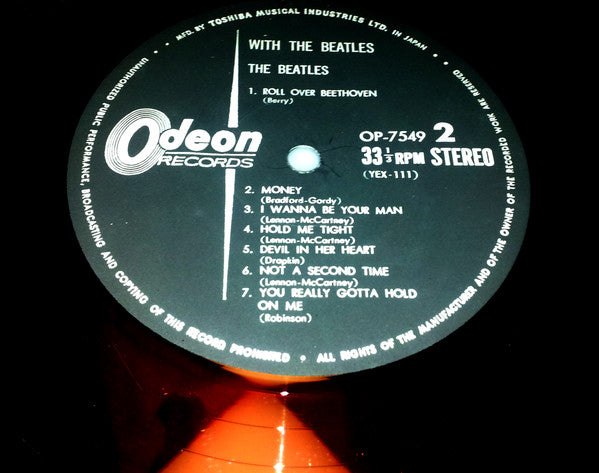 MFD. BY TOSHIBA MUSICAL INDUSTRIES LTD. IN JAPAN •
WITH THE BEATLES
THE BEATLES
1. ROLL OVER BEETHOVEN
(Berry)
Odeon
RECORDS
OP-7549 2
33 1/3 RPM STEREO
(YEX-111)
2. MONEY
(Bradford-Gordy)
3. I WANNA BE YOUR MAN
(Lennon-McCartney)
4. HOLD ME TIGHT
(Lennon-McCartney)
5. DEVIL IN HER HEART
(Drapkin)
6. NOT A SECOND TIME
(Lennon-McCartney)
7. YOU REALLY GOTTA HOLD
ON ME
(Robinson)
UNAUTHORIZED PUBLIC PERFORMANCE, BROADCASTING AND COPYING OF THIS RECORD PROHIBITED • ALL RIGHTS OF THE MANUFACTURER AND OF THE OWNER OF THE RECORDED WORK ARE RESERVED